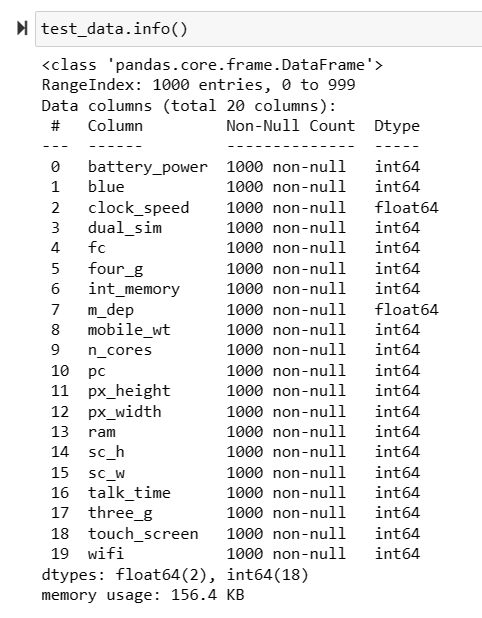 test_data.info()
<class 'pandas.core.frame.DataFrame'>
RangeIndex: 1000 entries, 0 to 999
Data columns (total 20 columns):
 #   Column         Non-Null Count  Dtype
---  ------         --------------  -----
 0   battery_power  1000 non-null   int64
 1   blue           1000 non-null   int64
 2   clock_speed    1000 non-null   float64
 3   dual_sim       1000 non-null   int64
 4   fc             1000 non-null   int64
 5   four_g         1000 non-null   int64
 6   int_memory     1000 non-null   int64
 7   m_dep          1000 non-null   float64
 8   mobile_wt      1000 non-null   int64
 9   n_cores        1000 non-null   int64
 10  pc             1000 non-null   int64
 11  px_height      1000 non-null   int64
 12  px_width       1000 non-null   int64
 13  ram            1000 non-null   int64
 14  sc_h           1000 non-null   int64
 15  sc_w           1000 non-null   int64
 16  talk_time      1000 non-null   int64
 17  three_g        1000 non-null   int64
 18  touch_screen   1000 non-null   int64
 19  wifi           1000 non-null   int64
dtypes: float64(2), int64(18)
memory usage: 156.4 KB